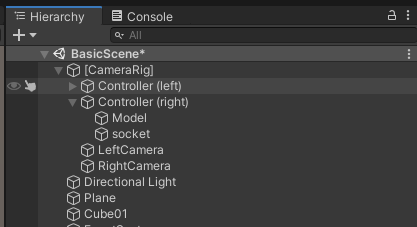 Hierarchy Console
All
BasicScene*
[CameraRig]
Controller (left)
Controller (right)
Model
socket
LeftCamera
RightCamera
Directional Light
Plane
Cube01